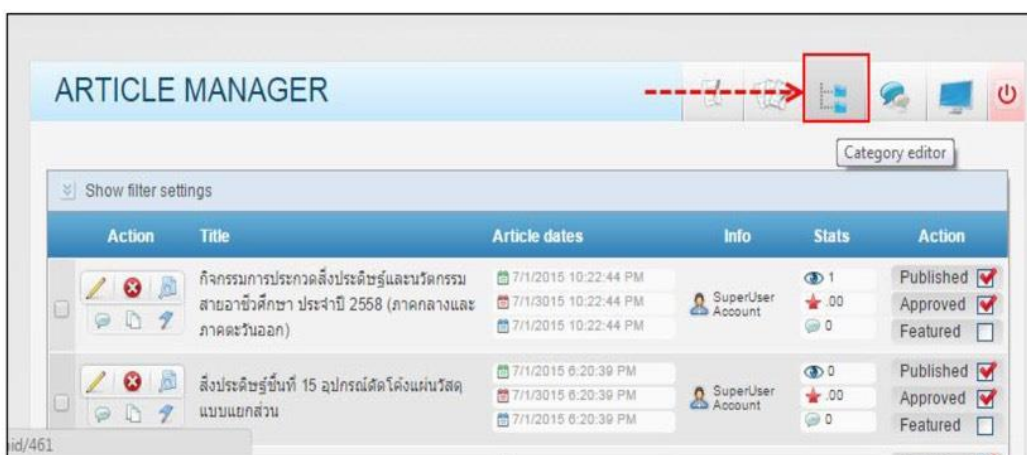 ARTICLE MANAGER
Category editor
Show filter settings
Action Title Article dates Info Stats Action
กิจกรรมการประกวดสิ่งประดิษฐ์และนวัตกรรม
สายอาชีวศึกษา ประจำปี 2558 (ภาคกลางและ
ภาคตะวันออก)
7/1/2015 10:22:44 PM
7/1/3015 10:22:44 PM
7/1/2015 10:22:44 PM
SuperUser
Account
1
.00
0
Published
Approved
Featured
สิ่งประดิษฐ์ชิ้นที่ 15 อุปกรณ์ดัดโค้งแผ่นวัสดุ
แบบแยกส่วน
7/1/2015 6:20:39 PM
7/1/3015 6:20:39 PM
7/1/2015 6:20:39 PM
SuperUser
Account
0
.00
0
Published
Approved
Featured
id/461